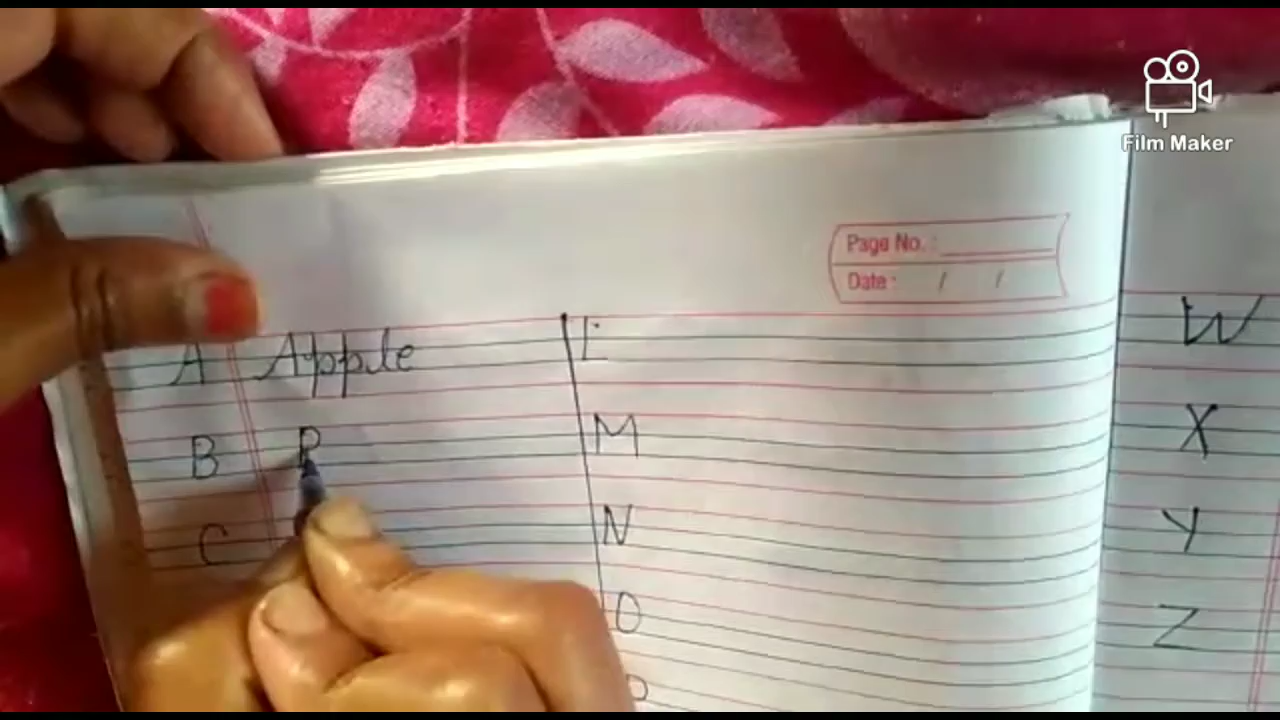 Film Maker
Page No. :
Date : / /
A Apple
B B
C
L
M
N
O
W
X
Y
Z